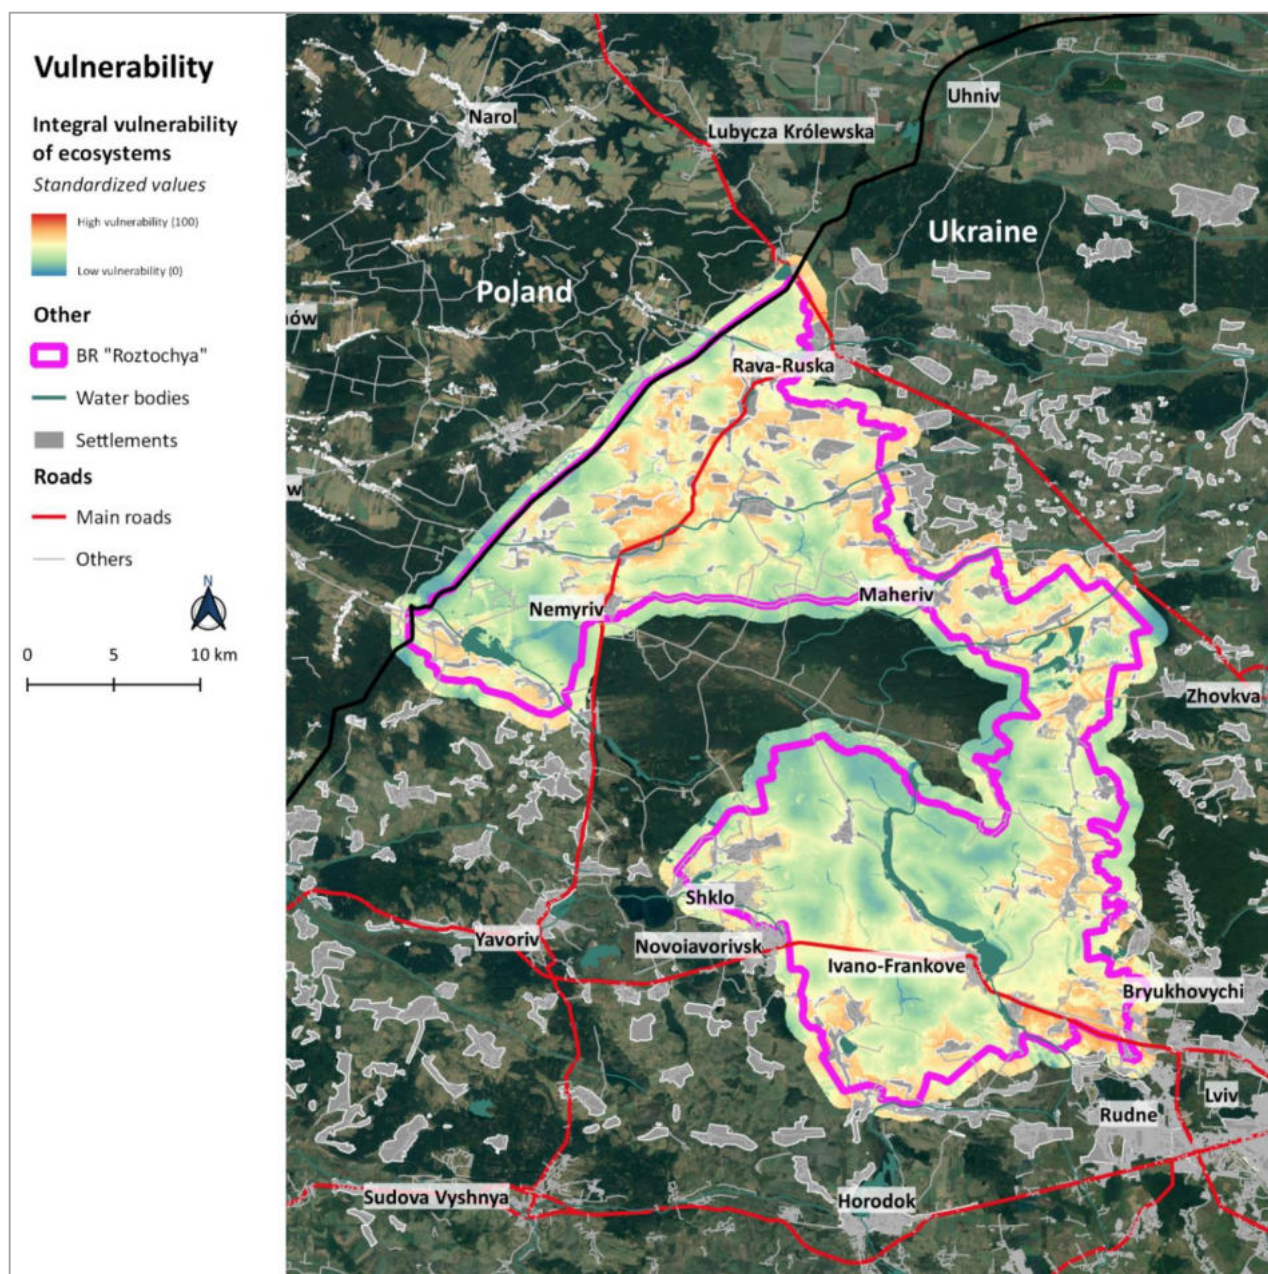 Vulnerability
Integral vulnerability
of ecosystems
Standardized values
High vulnerability (100)
Low vulnerability (0)
Other
BR "Roztochya"
Water bodies
Settlements
Roads
Main roads
Others
N
0 5 10 km
Narol
Uhniv
Lubycza Królewska
Ukraine
Poland
Rava-Ruska
Nemyriv
Maheriv
Zhovkva
Shklo
Yavoriv
Novoiavorivsk
Ivano-Frankove
Bryukhovychi
Lviv
Rudne
Sudova Vyshnya
Horodok